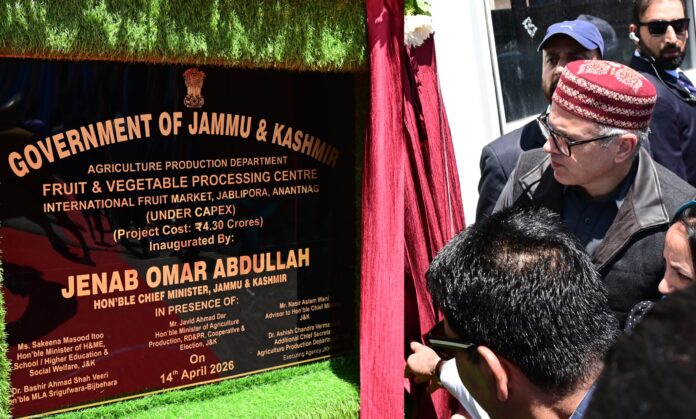 GOVERNMENT OF JAMMU & KASHMIR
AGRICULTURE PRODUCTION DEPARTMENT
FRUIT & VEGETABLE PROCESSING CENTRE
INTERNATIONAL FRUIT MARKET, JABLIPORA, ANANTNAG
(UNDER CAPEX)
(Project Cost: ₹4.30 Crores)
Inaugurated By:
JENAB OMAR ABDULLAH
HON'BLE CHIEF MINISTER, JAMMU & KASHMIR
IN PRESENCE OF:
Ms. Sakeena Masood Itoo
Hon'ble Minister of H&ME,
School / Higher Education &
Social Welfare, J&K
Dr. Bashir Ahmad Shah Veeri
Hon'ble MLA Srigufwara-Bijbehara
Mr. Javid Ahmad Dar
Hon'ble Minister of Agriculture
Production, RD&PR, Cooperative &
Election, J&K
On
14th April 2026
Mr. Nasir Aslam Wani
Advisor to Hon'ble Chief
J&K
Dr. Ashish Chandra Verma
Additional Chief
Agriculture Production
Executing Agency